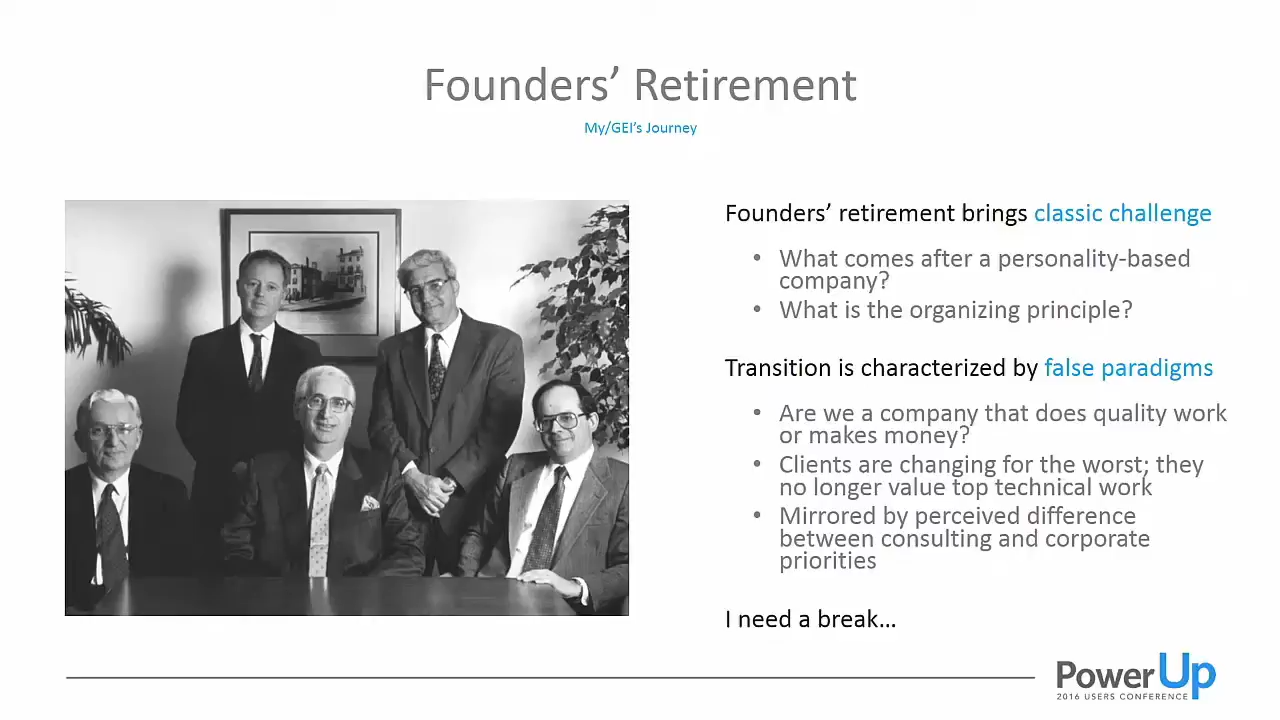 Founders’ Retirement
My/GEI’s Journey
Founders’ retirement brings classic challenge
• What comes after a personality-based
company?
• What is the organizing principle?
Transition is characterized by false paradigms
• Are we a company that does quality work
or makes money?
• Clients are changing for the worst; they
no longer value top technical work
• Mirrored by perceived difference
between consulting and corporate
priorities
I need a break…
PowerUp
2016 USERS CONFERENCE